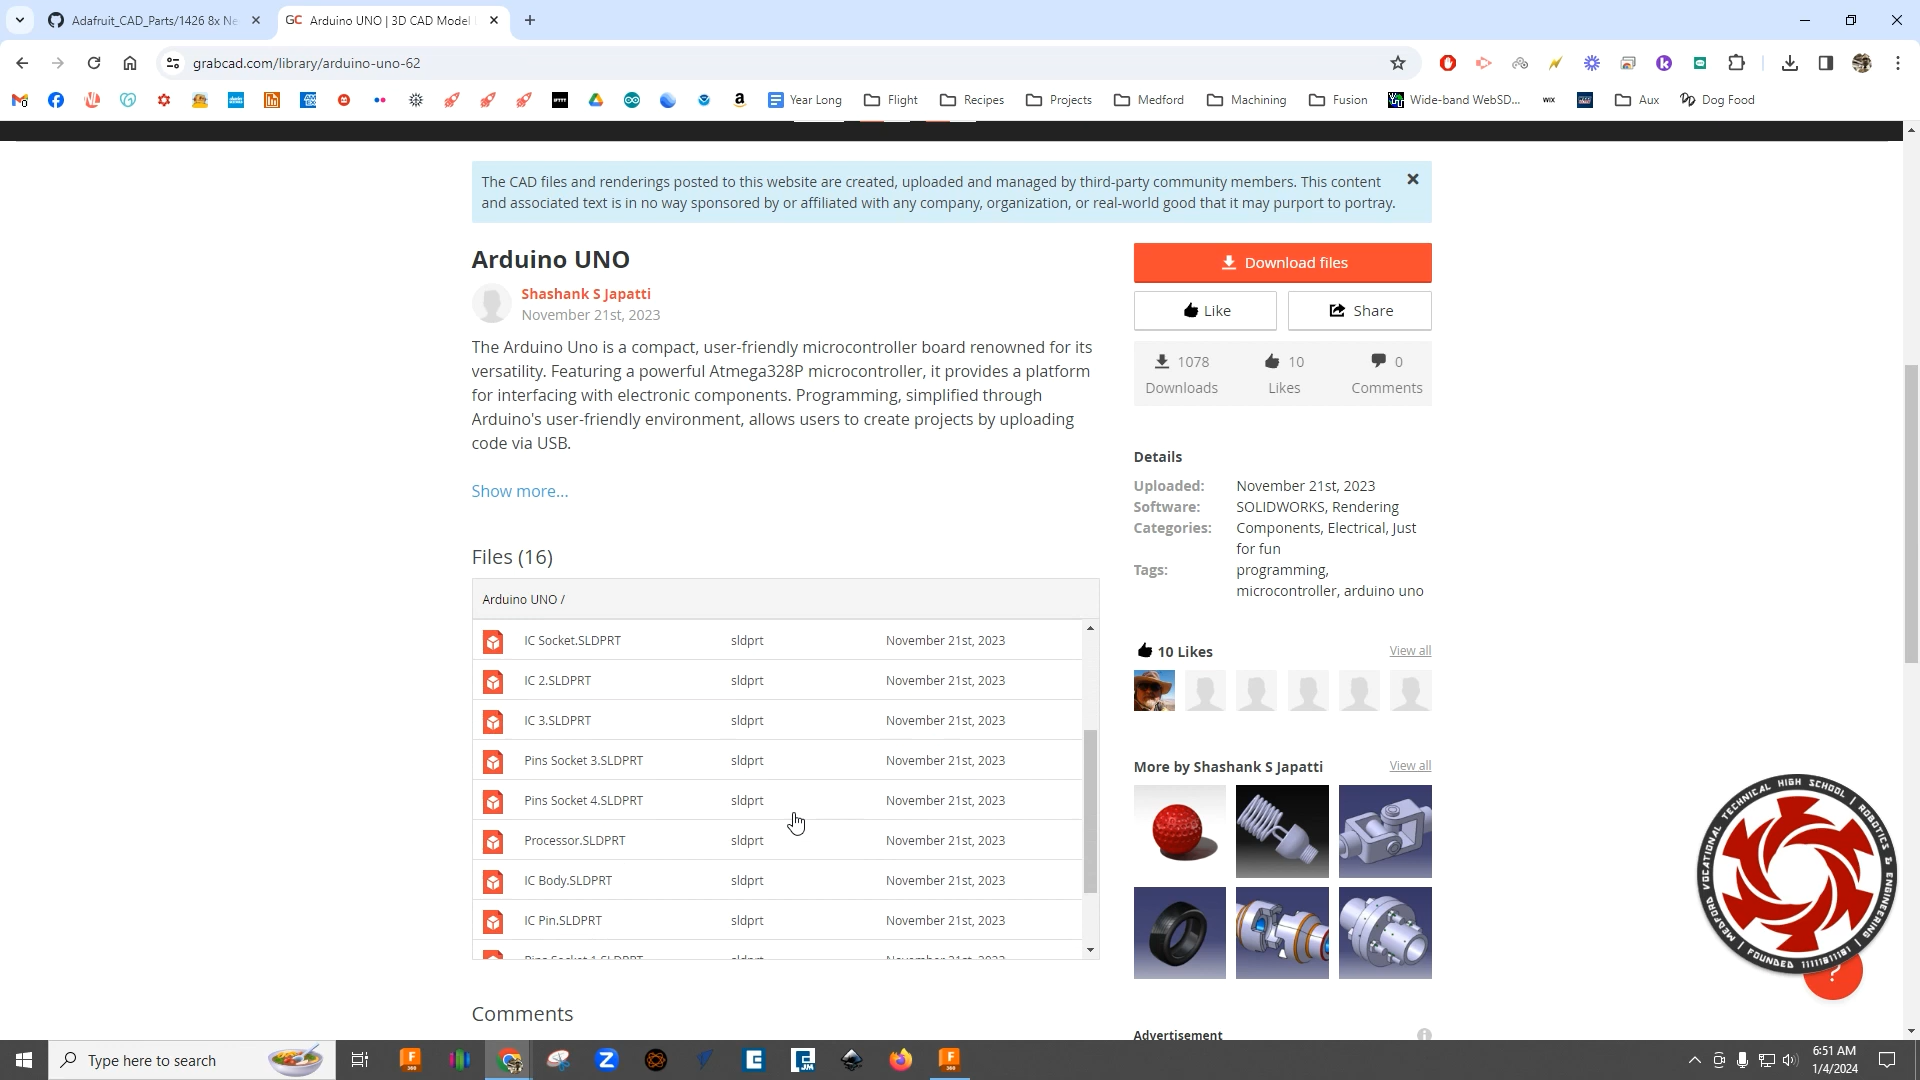 Adafruit_CAD_Parts/1426 8x Ne
GC Arduino UNO | 3D CAD Model
grabcad.com/library/arduino-uno-62
Year Long Flight Recipes Projects Medford Machining Fusion Wide-band WebSD... WIX Aux Dog Food
The CAD files and renderings posted to this website are created, uploaded and managed by third-party community members. This content
and associated text is in no way sponsored by or affiliated with any company, organization, or real-world good that it may purport to portray.
Arduino UNO
Shashank S Japatti
November 21st, 2023
The Arduino Uno is a compact, user-friendly microcontroller board renowned for its
versatility. Featuring a powerful Atmega328P microcontroller, it provides a platform
for interfacing with electronic components. Programming, simplified through
Arduino's user-friendly environment, allows users to create projects by uploading
code via USB.
Show more...
Files (16)
Arduino UNO /
IC Socket.SLDPRT sldprt November 21st, 2023
IC 2.SLDPRT sldprt November 21st, 2023
IC 3.SLDPRT sldprt November 21st, 2023
Pins Socket 3.SLDPRT sldprt November 21st, 2023
Pins Socket 4.SLDPRT sldprt November 21st, 2023
Processor.SLDPRT sldprt November 21st, 2023
IC Body.SLDPRT sldprt November 21st, 2023
IC Pin.SLDPRT sldprt November 21st, 2023
Comments
Download files
Like Share
1078 10 0
Downloads Likes Comments
Details
Uploaded: November 21st, 2023
Software: SOLIDWORKS, Rendering
Categories: Components, Electrical, Just
for fun
Tags: programming,
microcontroller, arduino uno
10 Likes View all
More by Shashank S Japatti View all
Advertisement
MEDFORD VOCATIONAL TECHNICAL HIGH SCHOOL | ROBOTICS & ENGINEERING
FOUNDED 11111011
?
Type here to search
6:51 AM
1/4/2024